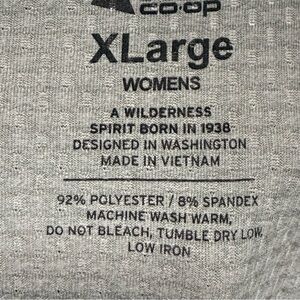 CO·OP
XLarge
WOMENS
A WILDERNESS
SPIRIT BORN IN 1938
DESIGNED IN WASHINGTON
MADE IN VIETNAM
92% POLYESTER / 8% SPANDEX
MACHINE WASH WARM,
DO NOT BLEACH, TUMBLE DRY LOW,
LOW IRON